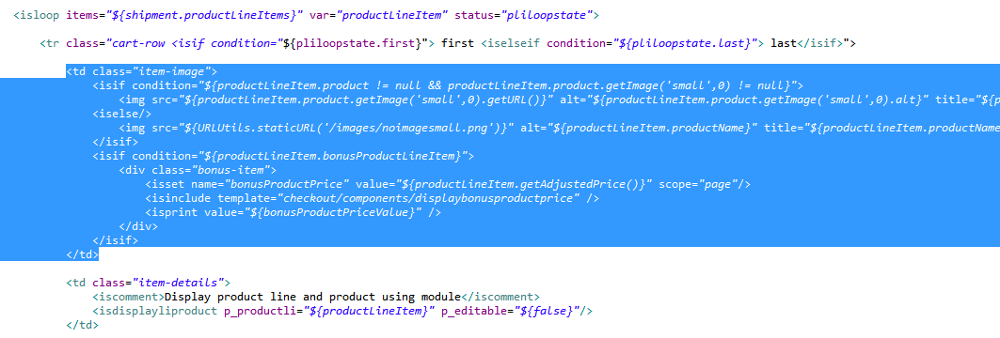 <isloop items="${shipment.productLineItems}" var="productLineItem" status="pliloopstate">
<tr class="cart-row <isif condition="${pliloopstate.first}"> first <iselseif condition="${pliloopstate.last}"> last</isif>">
<td class="item-image">
<isif condition="${productLineItem.product != null && productLineItem.product.getImage('small',0) != null}">
<img src="${productLineItem.product.getImage('small',0).getURL()}" alt="${productLineItem.product.getImage('small',0).alt}" title="${p
<iselse/>
<img src="${URLUtils.staticURL('/images/noimagesmall.png')}" alt="${productLineItem.productName}" title="${productLineItem.productName
</isif>
<isif condition="${productLineItem.bonusProductLineItem}">
<div class="bonus-item">
<isset name="bonusProductPrice" value="${productLineItem.getAdjustedPrice()}" scope="page"/>
<isinclude template="checkout/components/displaybonusproductprice" />
<isprint value="${bonusProductPriceValue}" />
</div>
</isif>
</td>
<td class="item-details">
<iscomment>Display product line and product using module</iscomment>
<isdisplayliproduct p_productli="${productLineItem}" p_editable="${false}"/>
</td>